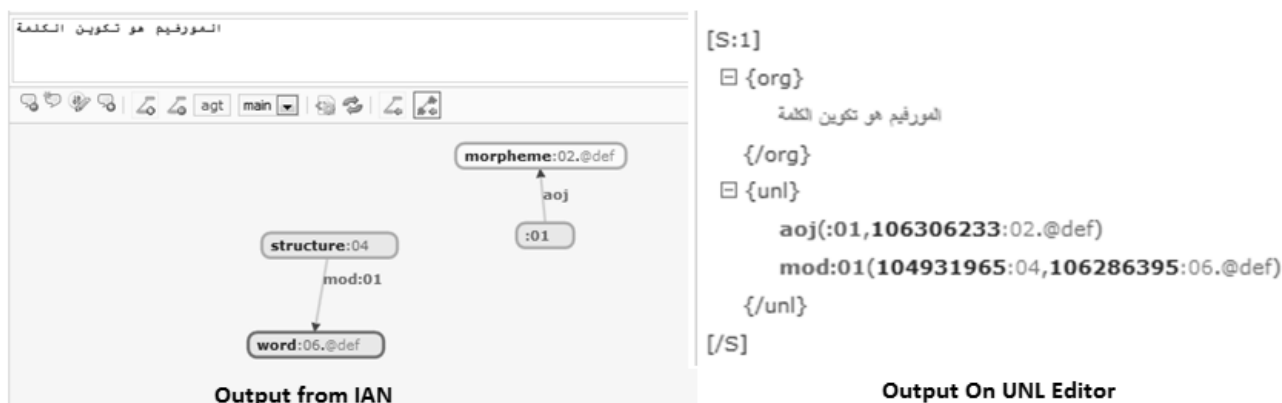 المورفيم هو تكوين الكلمة
agt main
morpheme:02.@def
aoj
:01
structure:04
mod:01
word:06.@def
Output from IAN
[S:1]
{org}
المورفيم هو تكوين الكلمة
{/org}
{unl}
aoj(:01,106306233:02.@def)
mod:01(104931965:04,106286395:06.@def)
{/unl}
[/S]
Output On UNL Editor